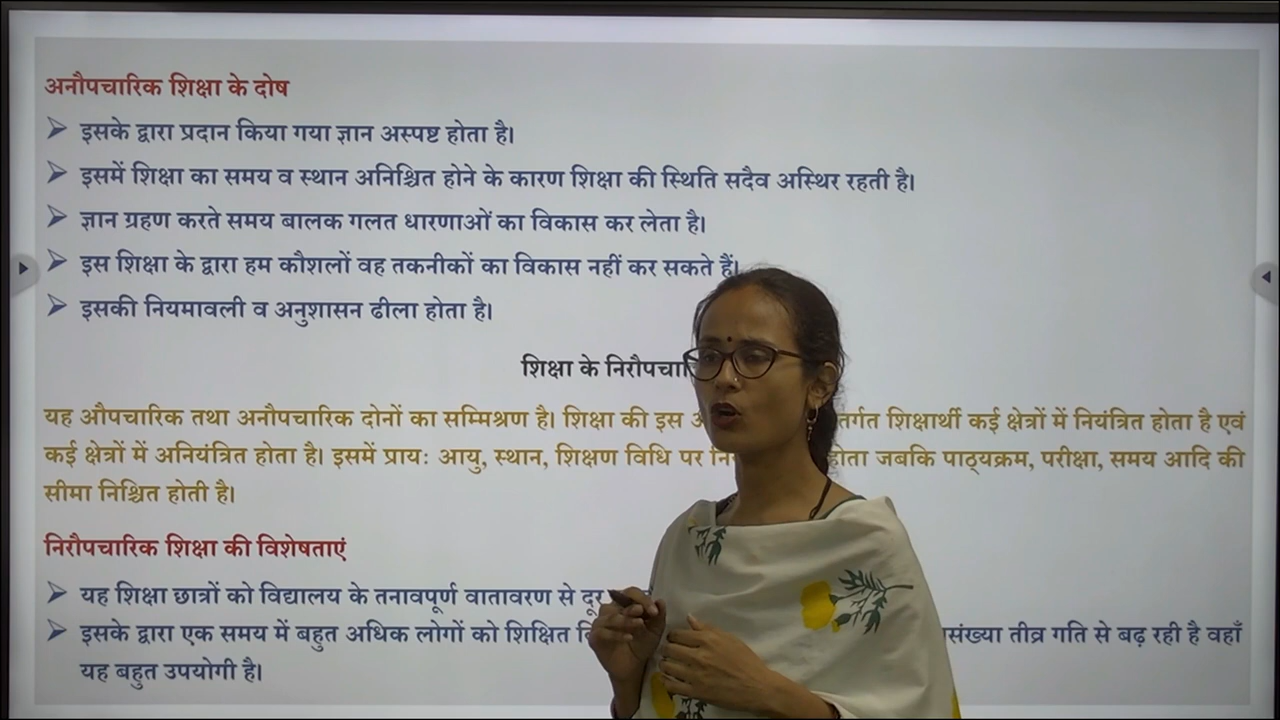 अनौपचारिक शिक्षा के दोष
इसके द्वारा प्रदान किया गया ज्ञान अस्पष्ट होता है।
इसमें शिक्षा का समय व स्थान अनिश्चित होने के कारण शिक्षा की स्थिति सदैव अस्थिर रहती है।
ज्ञान ग्रहण करते समय बालक गलत धारणाओं का विकास कर लेता है।
इस शिक्षा के द्वारा हम कौशलों वह तकनीकों का विकास नहीं कर सकते हैं।
इसकी नियमावली व अनुशासन ढीला होता है।
शिक्षा के
यह औपचारिक तथा अनौपचारिक दोनों का सम्मिश्रण है। शिक्षा की इस शिक्षार्थी कई क्षेत्रों में नियंत्रित होता है एवं
कई क्षेत्रों में अनियंत्रित होता है। इसमें प्रायः आयु, स्थान, शिक्षण विधि पर होता जबकि पाठ्यक्रम, परीक्षा, समय आदि की
सीमा निश्चित होती है।
निरौपचारिक शिक्षा की विशेषताएं
यह शिक्षा छात्रों को विद्यालय के तनावपूर्ण वातावरण से दूर
इसके द्वारा एक समय में बहुत अधिक लोगों को शिक्षित तीव्र गति से बढ़ रही है वहाँ
यह बहुत उपयोगी है।